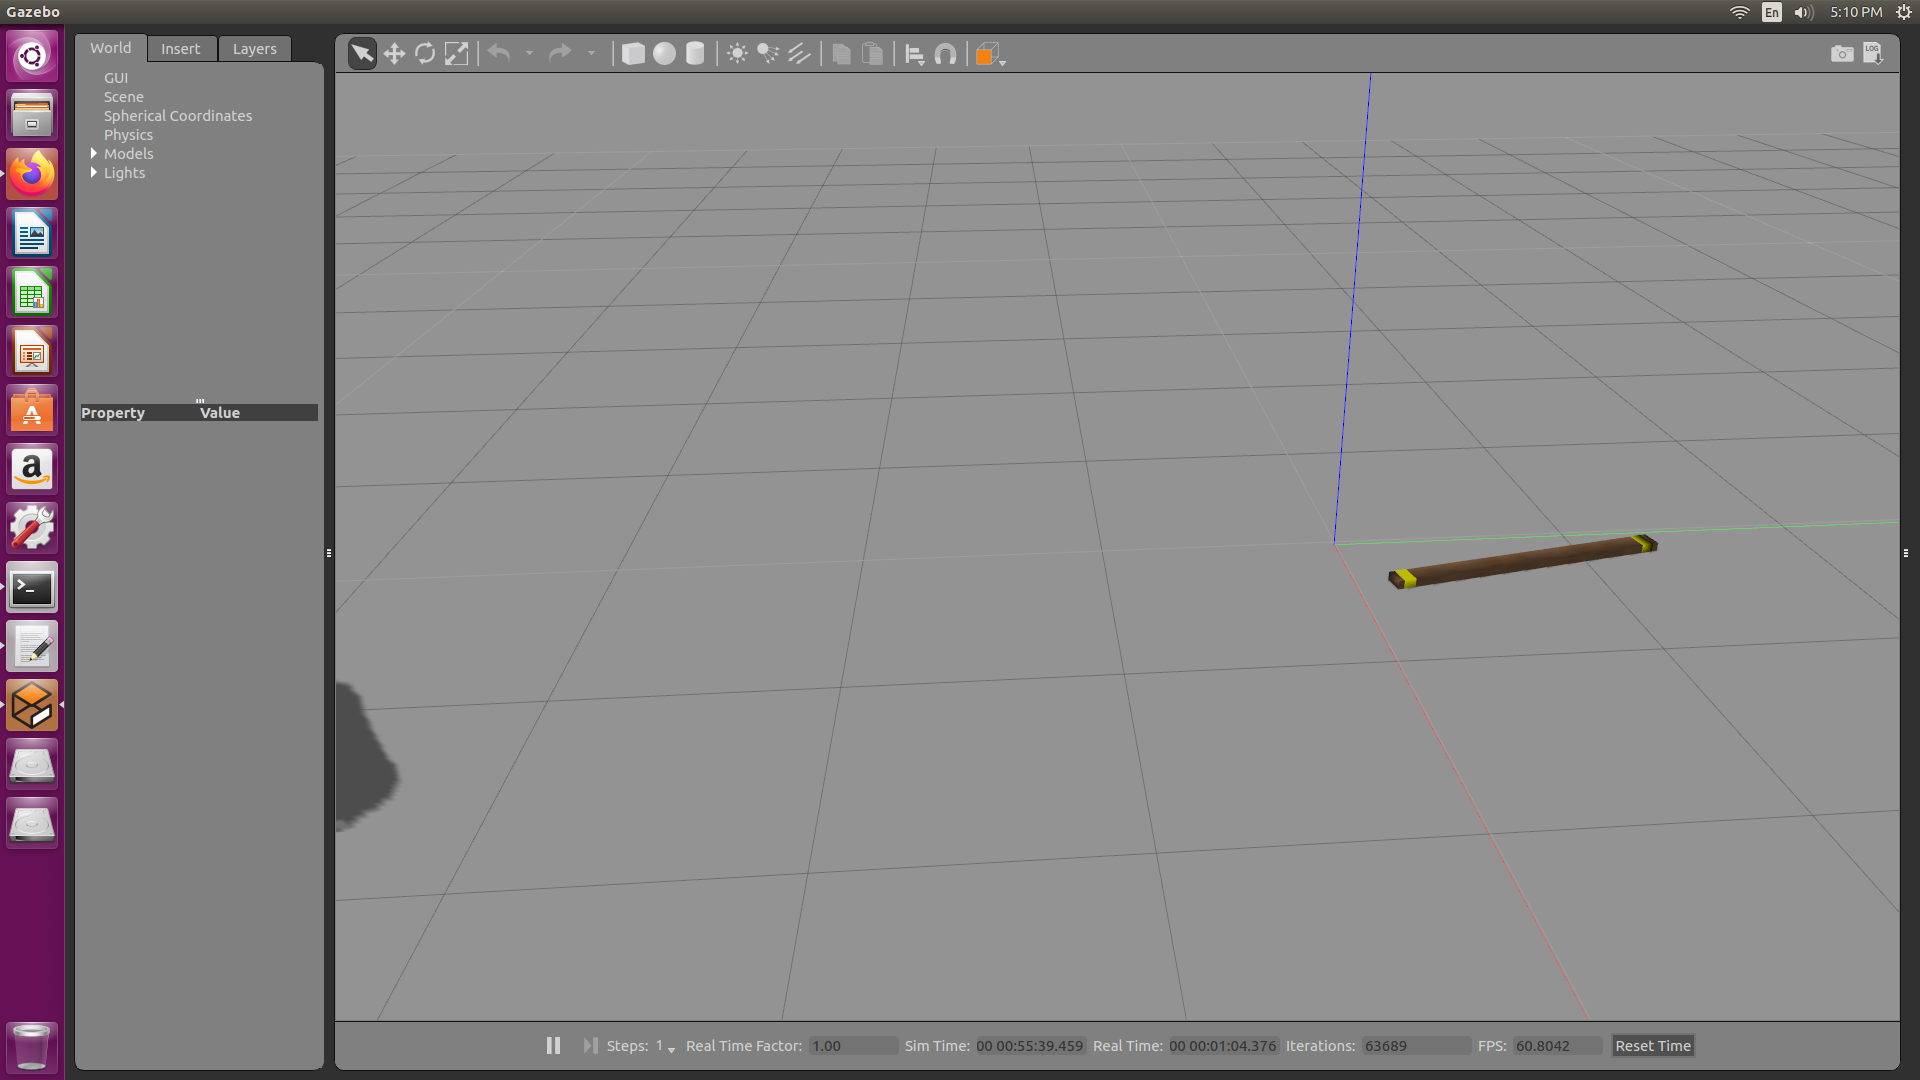 Gazebo
En
5:10 PM
World
Insert
Layers
GUI
Scene
Spherical Coordinates
Physics
Models
Lights
Property Value
LOG
A
a
>_
Steps: 1 Real Time Factor: 1.00 Sim Time: 00 00:55:39.459 Real Time: 00 00:01:04.376 Iterations: 63689 FPS: 60.8042 Reset Time